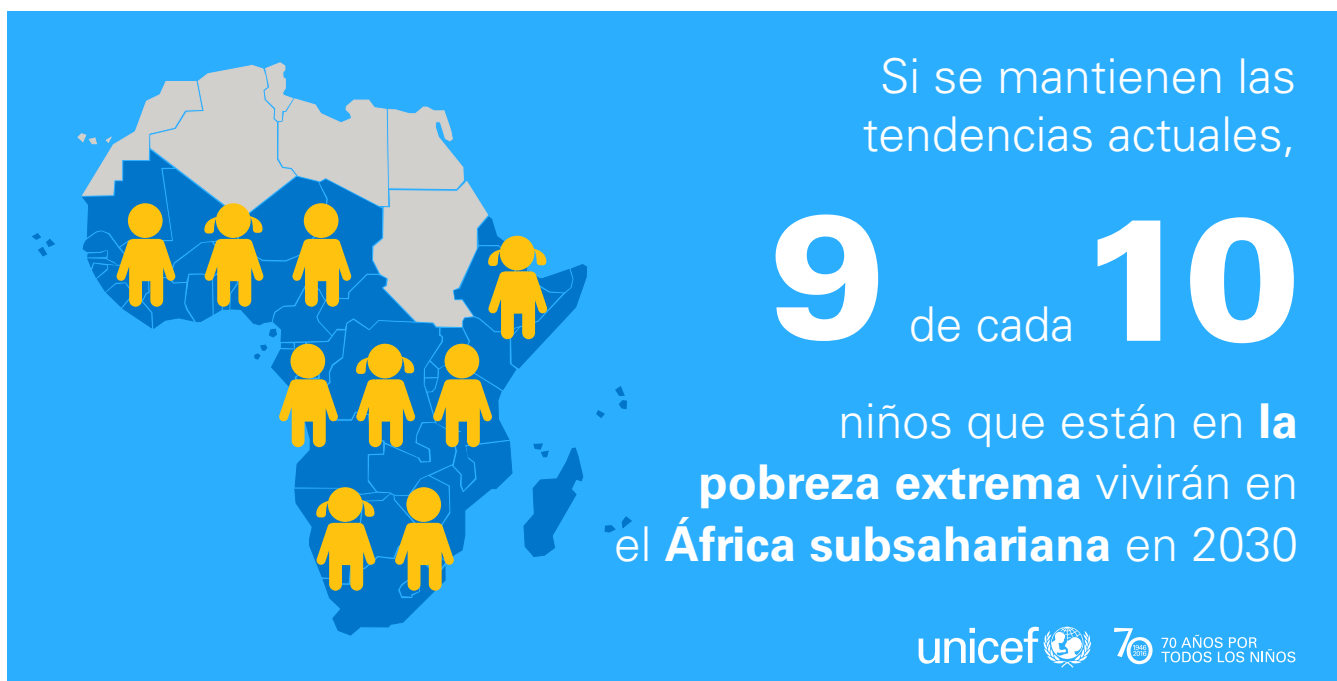 Si se mantienen las
tendencias actuales,
9 de cada 10
niños que están en la
pobreza extrema vivirán en
el África subsahariana en 2030
unicef
70 1946 2016 70 AÑOS POR
TODOS LOS NIÑOS